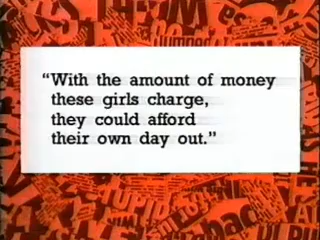 “With the amount of money
these girls charge,
they could afford
their own day out.”